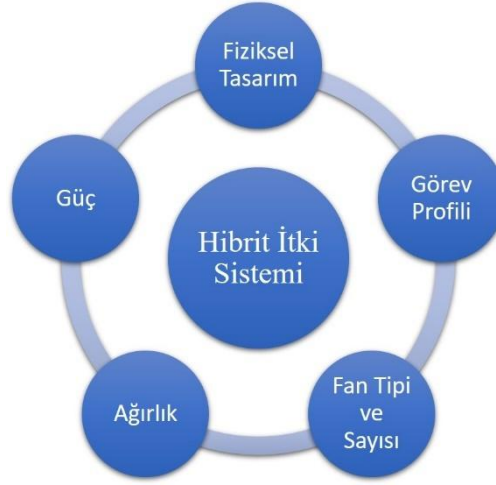 Fiziksel
Tasarım
Görev
Profili
Fan Tipi
ve
Sayısı
Ağırlık
Güç
Hibrit İtki
Sistemi